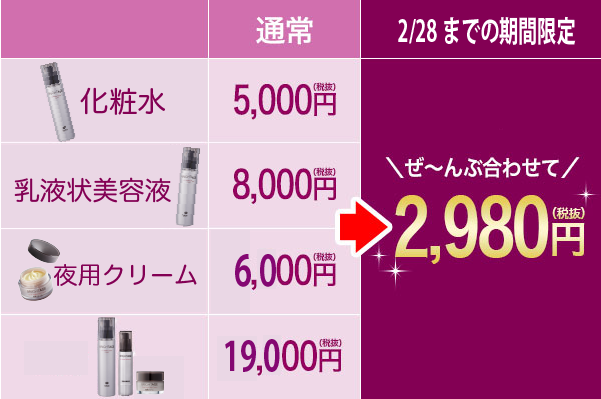 通常
2/28 までの期間限定
化粧水
5,000円(税抜)
乳液状美容液
8,000円(税抜)
夜用クリーム
6,000円(税抜)
19,000円(税抜)
＼ぜ～んぶ合わせて／
2,980円(税抜)